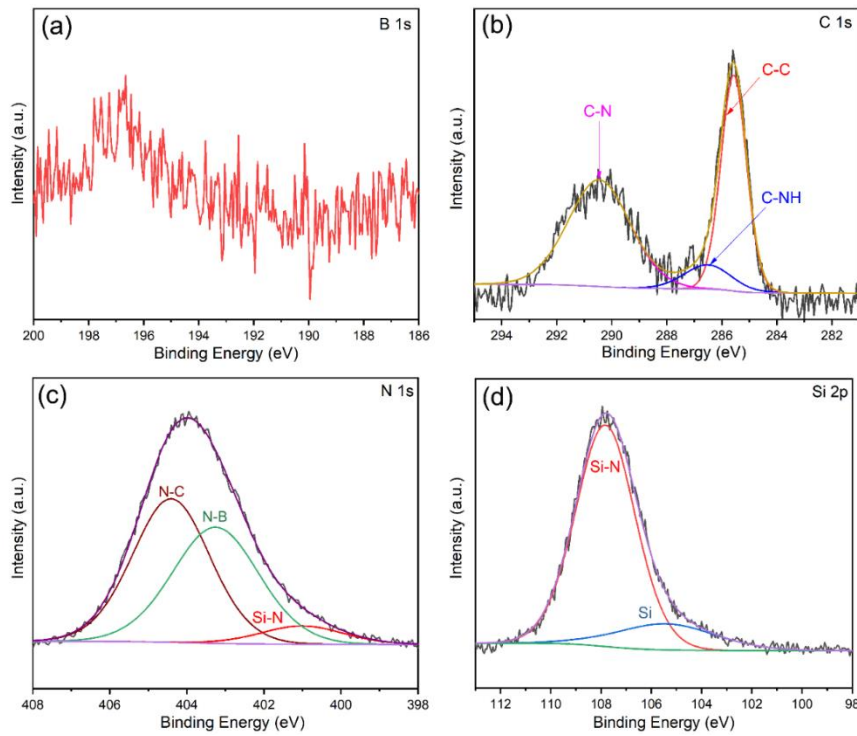 (a)
B 1s
Intensity (a.u.)
200 198 196 194 192 190 188 186
Binding Energy (eV)
(b)
C 1s
C-C
C-N
C-NH
Intensity (a.u.)
294 292 290 288 286 284 282
Binding Energy (eV)
(c)
N 1s
N-C
N-B
Si-N
Intensity (a.u.)
408 406 404 402 400 398
Binding Energy (eV)
(d)
Si 2p
Si-N
Si
Intensity (a.u.)
112 110 108 106 104 102 100 98
Binding Energy (eV)